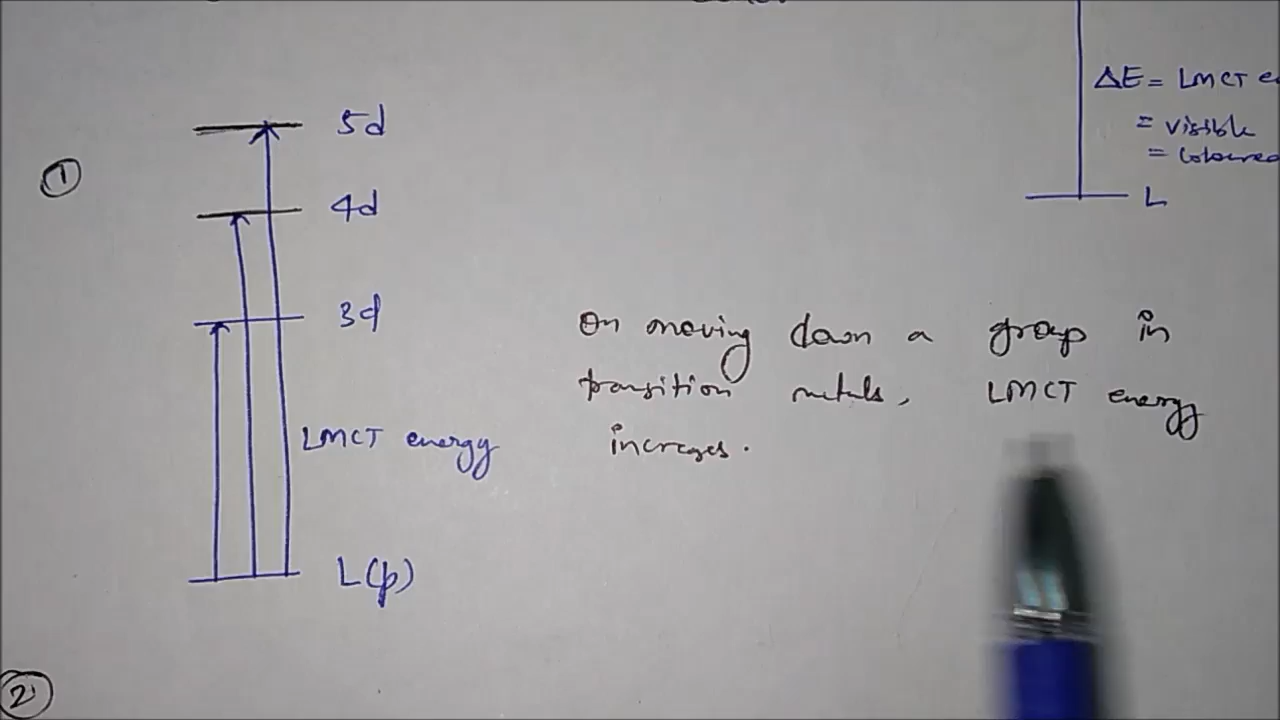 ΔE = LMCT
= visible
= coloured
L
①
5d
4d
3d
LMCT energy
L(p)
On moving down a group in
transition metals, LMCT energy
increases.
②